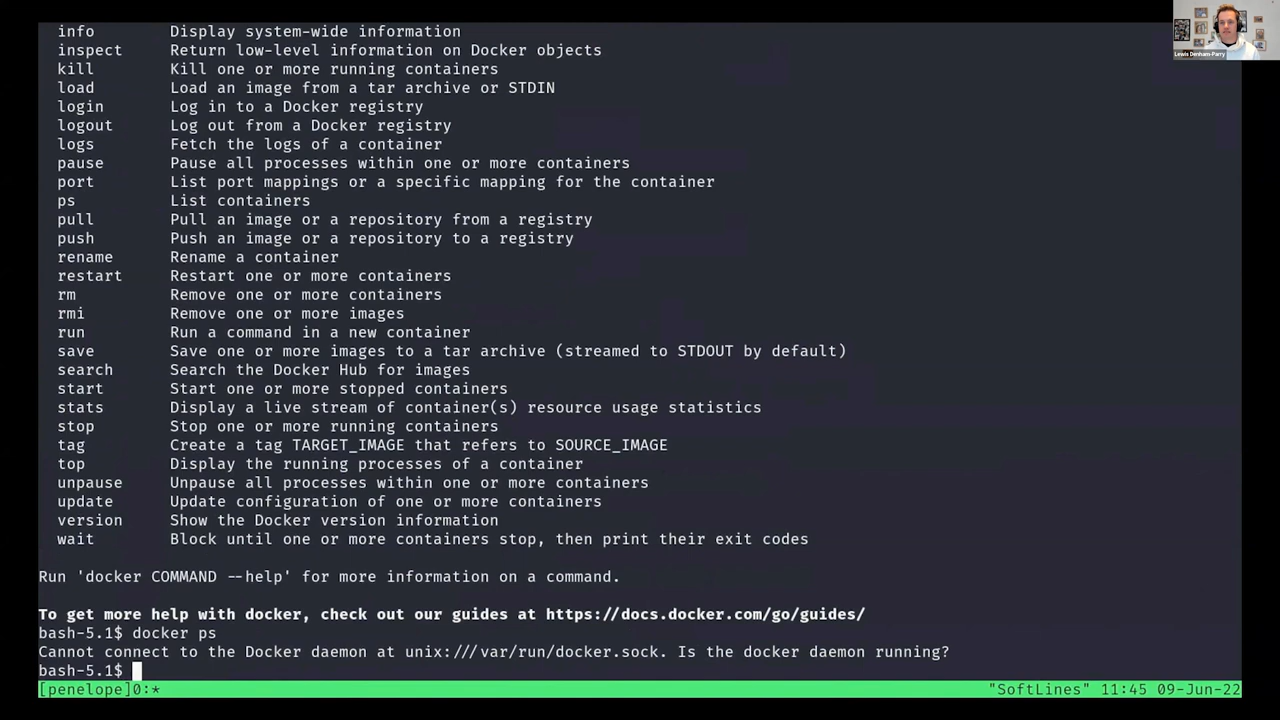 info        Display system-wide information
inspect     Return low-level information on Docker objects
kill        Kill one or more running containers
load        Load an image from a tar archive or STDIN
login       Log in to a Docker registry
logout      Log out from a Docker registry
logs        Fetch the logs of a container
pause       Pause all processes within one or more containers
port        List port mappings or a specific mapping for the container
ps          List containers
pull        Pull an image or a repository from a registry
push        Push an image or a repository to a registry
rename      Rename a container
restart     Restart one or more containers
rm          Remove one or more containers
rmi         Remove one or more images
run         Run a command in a new container
save        Save one or more images to a tar archive (streamed to STDOUT by default)
search      Search the Docker Hub for images
start       Start one or more stopped containers
stats       Display a live stream of container(s) resource usage statistics
stop        Stop one or more running containers
tag         Create a tag TARGET_IMAGE that refers to SOURCE_IMAGE
top         Display the running processes of a container
unpause     Unpause all processes within one or more containers
update      Update configuration of one or more containers
version     Show the Docker version information
wait        Block until one or more containers stop, then print their exit codes
Run 'docker COMMAND --help' for more information on a command.
To get more help with docker, check out our guides at https://docs.docker.com/go/guides/
bash-5.1$ docker ps
Cannot connect to the Docker daemon at unix:///var/run/docker.sock. Is the docker daemon running?
bash-5.1$
[penelope]0:* "SoftLines" 11:45 09-Jun-22
Lewis Denham-Parry